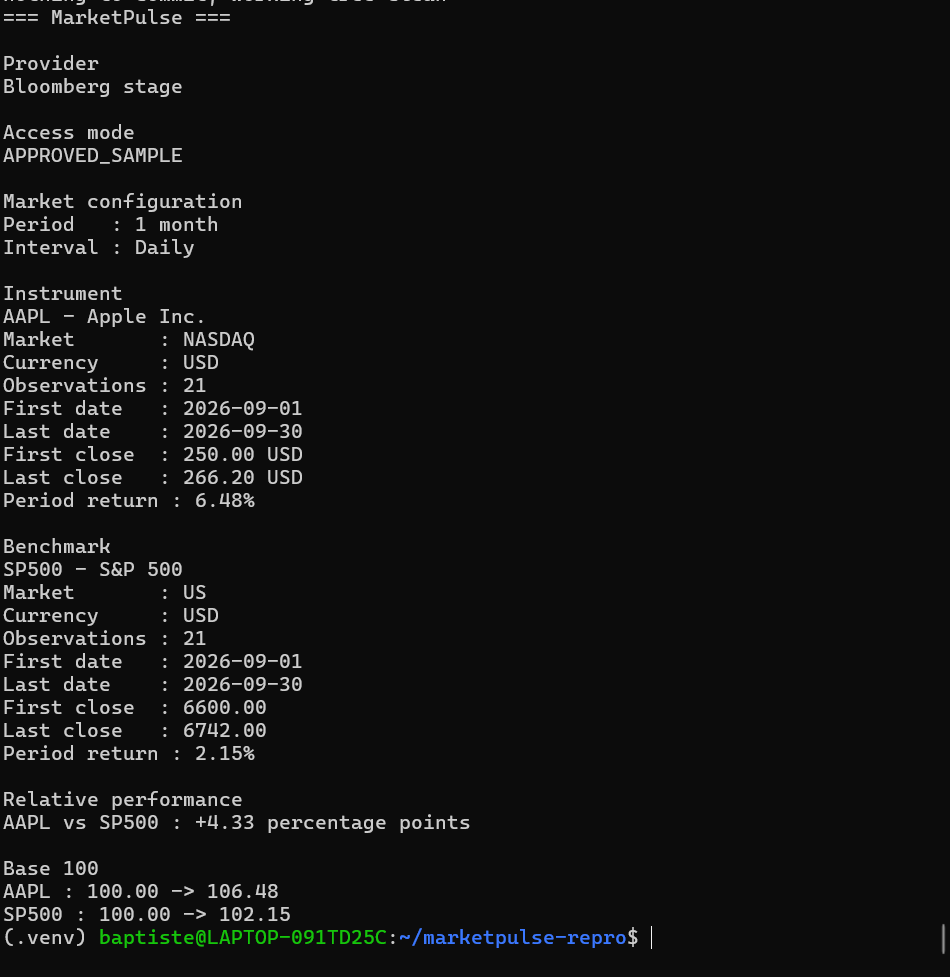 === MarketPulse ===
Provider
Bloomberg stage
Access mode
APPROVED_SAMPLE
Market configuration
Period   : 1 month
Interval : Daily
Instrument
AAPL - Apple Inc.
Market       : NASDAQ
Currency     : USD
Observations : 21
First date   : 2026-09-01
Last date    : 2026-09-30
First close  : 250.00 USD
Last close   : 266.20 USD
Period return : 6.48%
Benchmark
SP500 - S&P 500
Market       : US
Currency     : USD
Observations : 21
First date   : 2026-09-01
Last date    : 2026-09-30
First close  : 6600.00
Last close   : 6742.00
Period return : 2.15%
Relative performance
AAPL vs SP500 : +4.33 percentage points
Base 100
AAPL : 100.00 -> 106.48
SP500 : 100.00 -> 102.15
(.venv) baptiste@LAPTOP-091TD25C:~/marketpulse-repro$